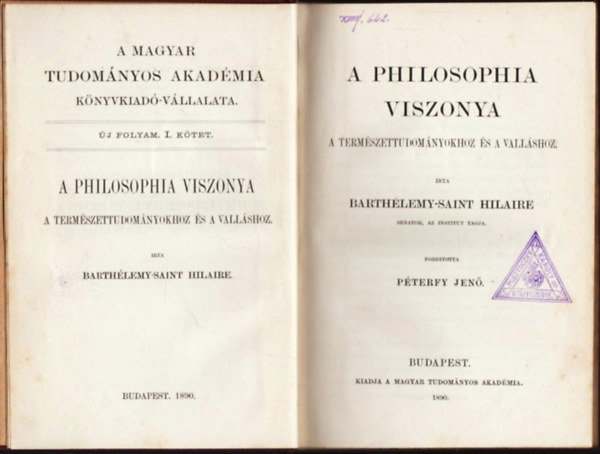 A MAGYAR
TUDOMÁNYOS AKADÉMIA
KÖNYVKIADÓ-VÁLLALATA.
ÚJ FOLYAM. I. KÖTET.
A PHILOSOPHIA VISZONYA
A TERMÉSZETTUDOMÁNYOKHOZ ÉS A VALLÁSHOZ.
IRTA
BARTHÉLEMY-SAINT HILAIRE.
BUDAPEST. 1890.
A PHILOSOPHIA
VISZONYA
A TERMÉSZETTUDOMÁNYOKHOZ ÉS A VALLÁSHOZ.
IRTA
BARTHÉLEMY-SAINT HILAIRE
SENATOR, AZ INSTITUT TAGJA.
FORDITOTTA
PÉTERFY JENŐ.
BUDAPEST.
KIADJA A MAGYAR TUDOMÁNYOS AKADÉMIA.
1890.